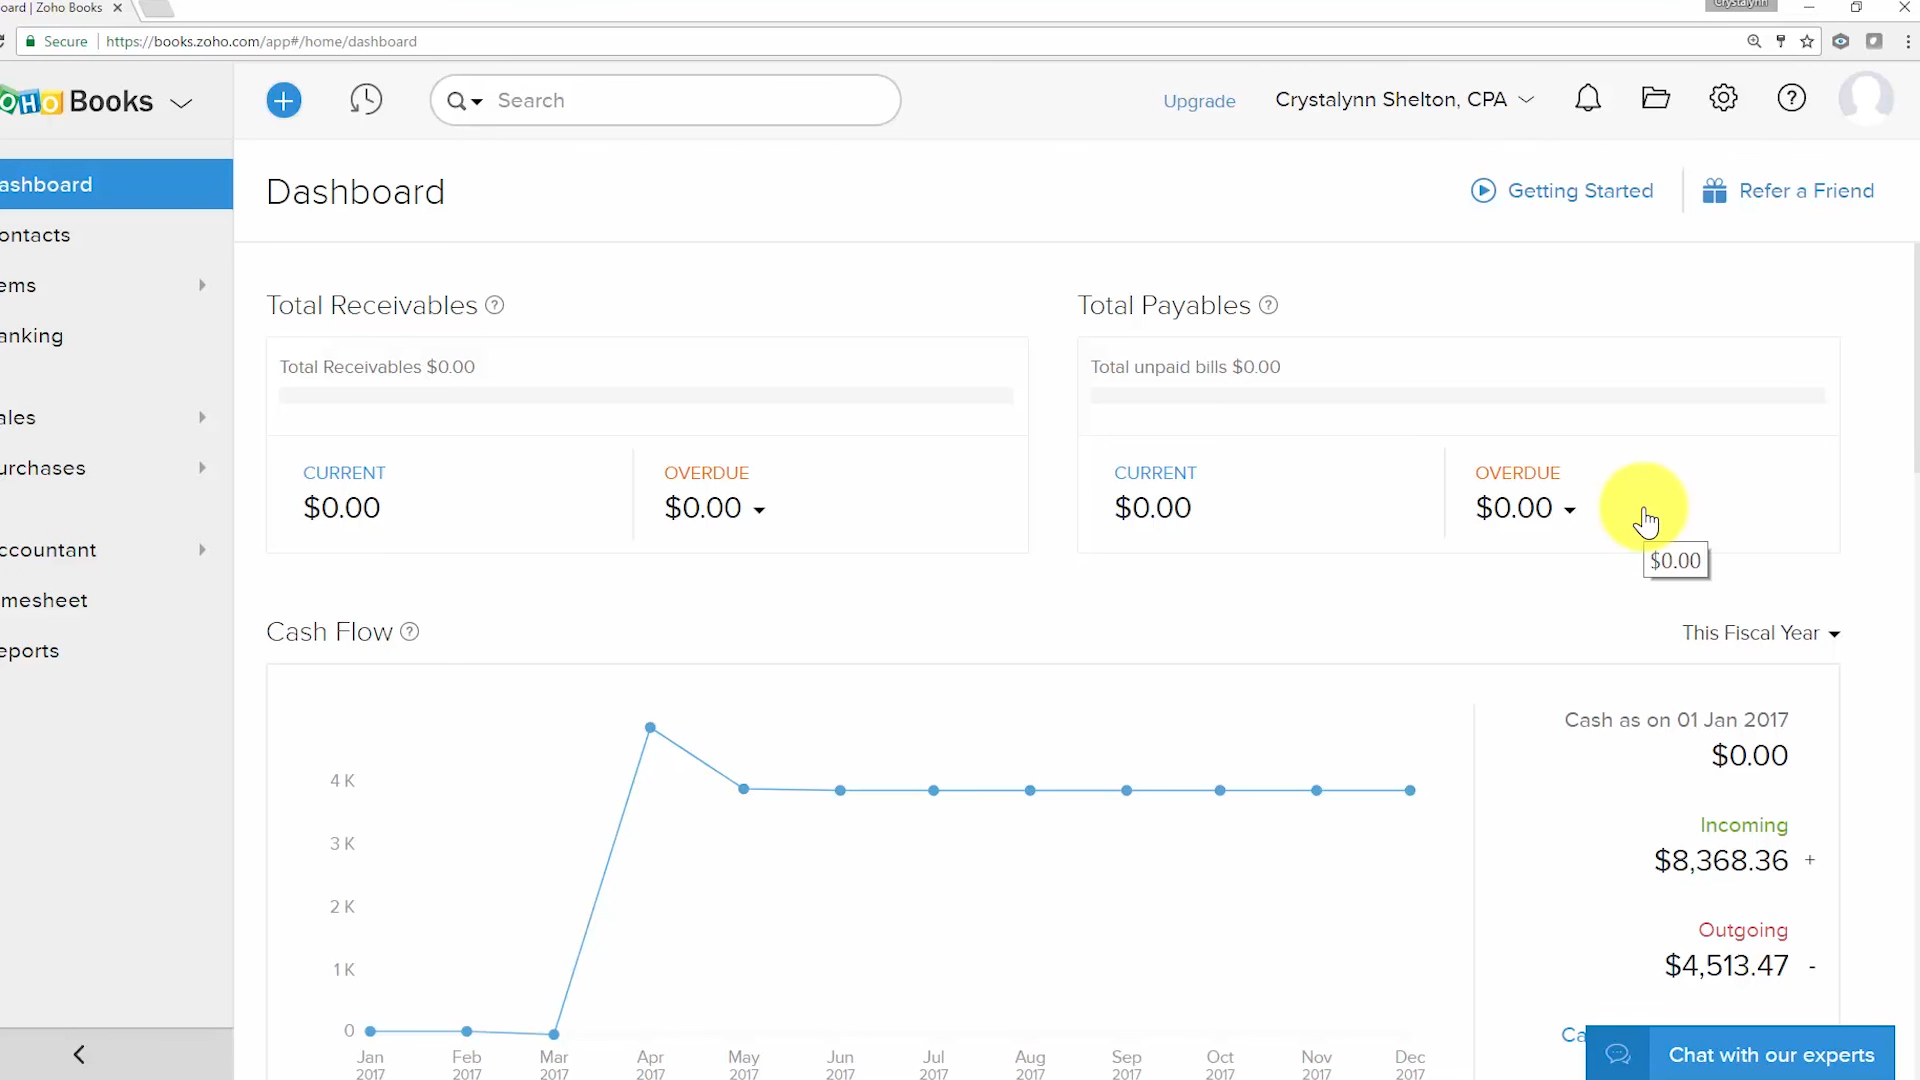 oard | Zoho Books
Crystalynn
Secure
https://books.zoho.com/app#/home/dashboard
OHO Books
Search
Upgrade
Crystalynn Shelton, CPA
ashboard
ontacts
ems
anking
ales
urchases
ccountant
mesheet
eports
Dashboard
Getting Started
Refer a Friend
Total Receivables ?
Total Receivables $0.00
CURRENT
$0.00
OVERDUE
$0.00
Total Payables ?
Total unpaid bills $0.00
CURRENT
$0.00
OVERDUE
$0.00
$0.00
Cash Flow ?
This Fiscal Year
4 K
3 K
2 K
1 K
0
Jan Feb Mar Apr May Jun Jul Aug Sep Oct Nov Dec
2017 2017 2017 2017 2017 2017 2017 2017 2017 2017 2017 2017
Cash as on 01 Jan 2017
$0.00
Incoming
$8,368.36 +
Outgoing
$4,513.47 -
Ca
Chat with our experts